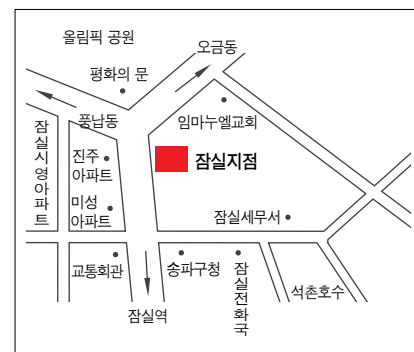 올림픽 공원
오금동
평화의 문
풍납동
임마누엘교회
잠실시영아파트
진주
아파트
잠실지점
미성
아파트
잠실세무서
교통회관
송파구청
잠실전화국
석촌호수
잠실역